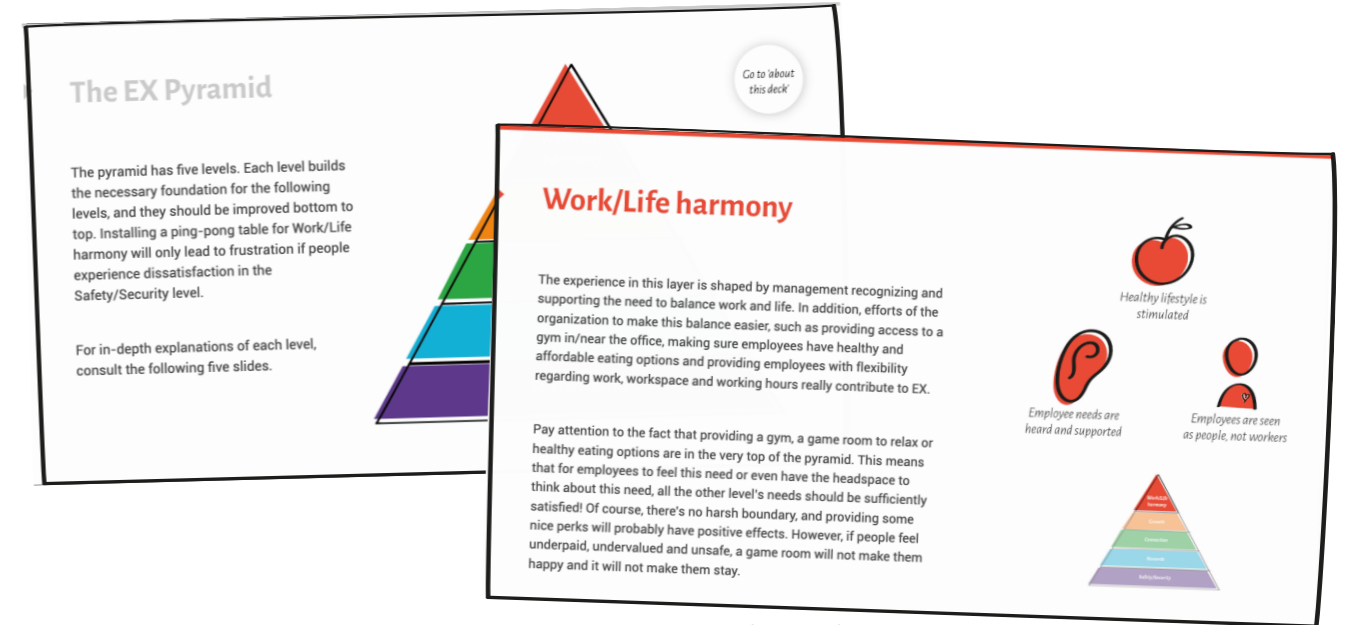 The EX Pyramid
Go to 'about
this deck'
The pyramid has five levels. Each level builds
the necessary foundation for the following
levels, and they should be improved bottom to
top. Installing a ping-pong table for Work/Life
harmony will only lead to frustration if people
experience dissatisfaction in the
Safety/Security level.
For in-depth explanations of each level,
consult the following five slides.
Work/Life harmony
The experience in this layer is shaped by management recognizing and
supporting the need to balance work and life. In addition, efforts of the
organization to make this balance easier, such as providing access to a
gym in/near the office, making sure employees have healthy and
affordable eating options and providing employees with flexibility
regarding work, workspace and working hours really contribute to EX.
Pay attention to the fact that providing a gym, a game room to relax or
healthy eating options are in the very top of the pyramid. This means
that for employees to feel this need or even have the headspace to
think about this need, all the other level's needs should be sufficiently
satisfied! Of course, there's no harsh boundary, and providing some
nice perks will probably have positive effects. However, if people feel
underpaid, undervalued and unsafe, a game room will not make them
happy and it will not make them stay.
Healthy lifestyle is
stimulated
Employee needs are
heard and supported
Employees are seen
as people, not workers
Work/Life
harmony
Growth
Connection
Safety/Security